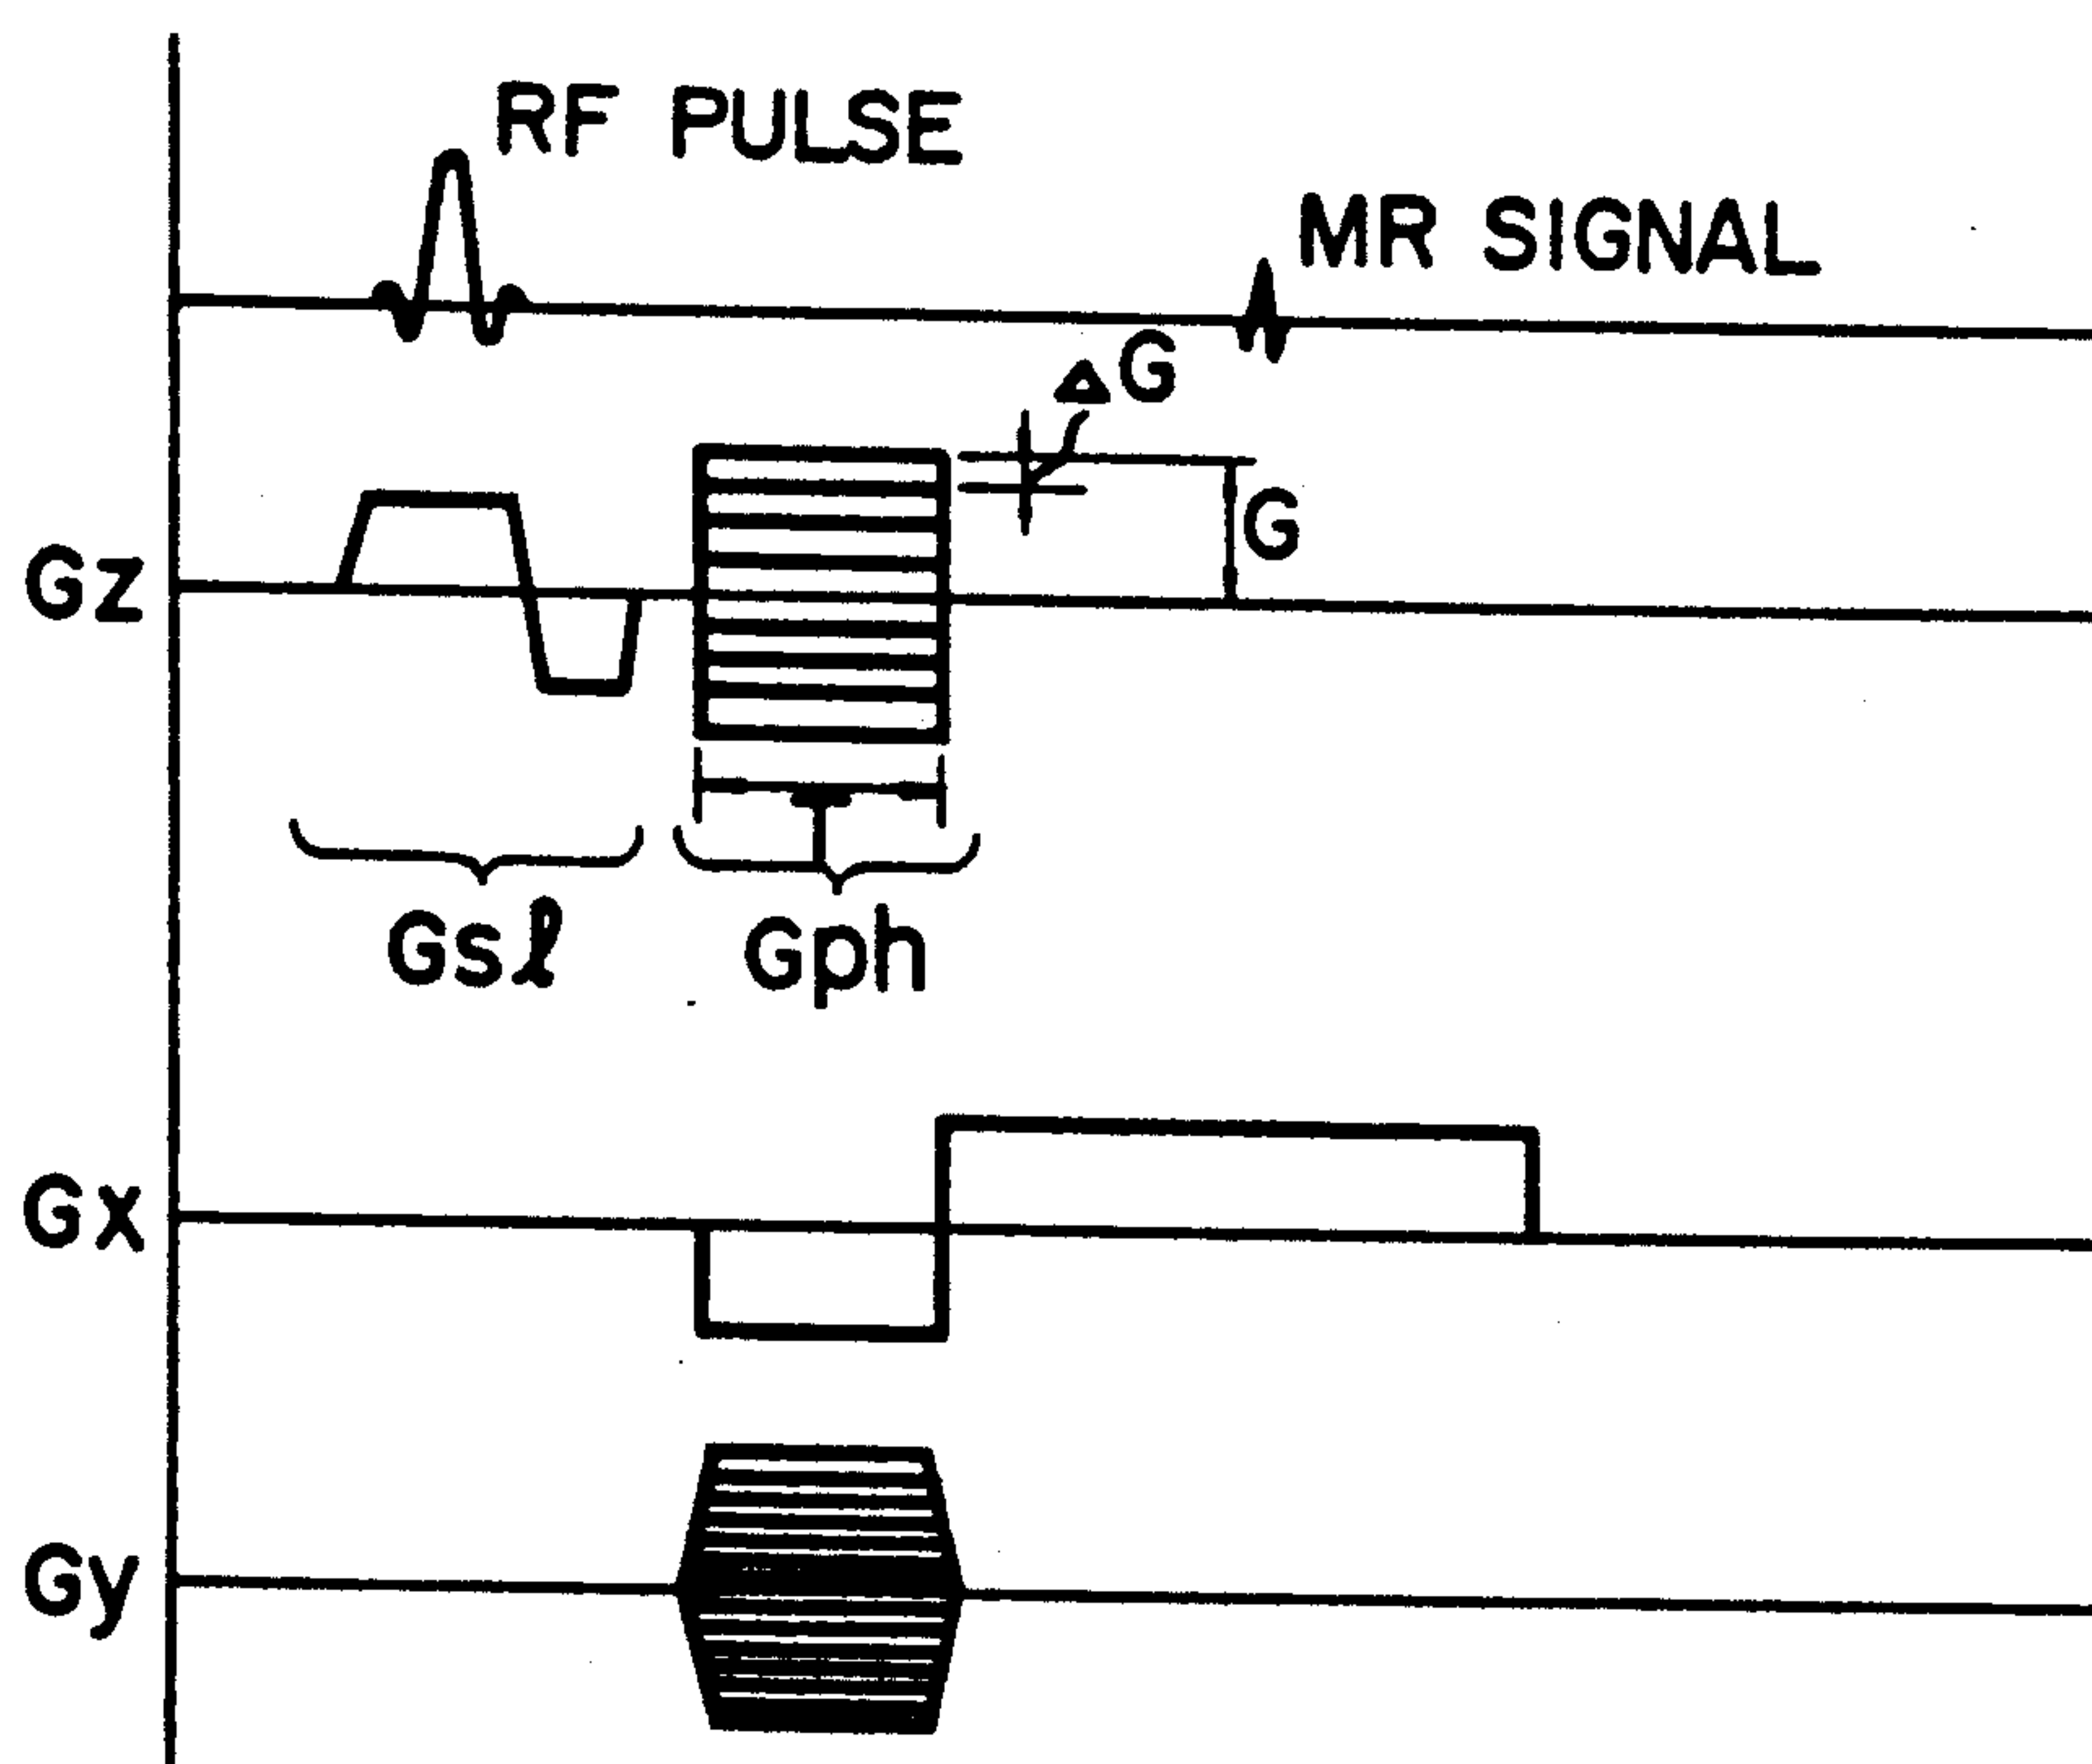 RF PULSE
MR SIGNAL
ΔG
G
Gz
Gsℓ
Gph
Gx
Gy